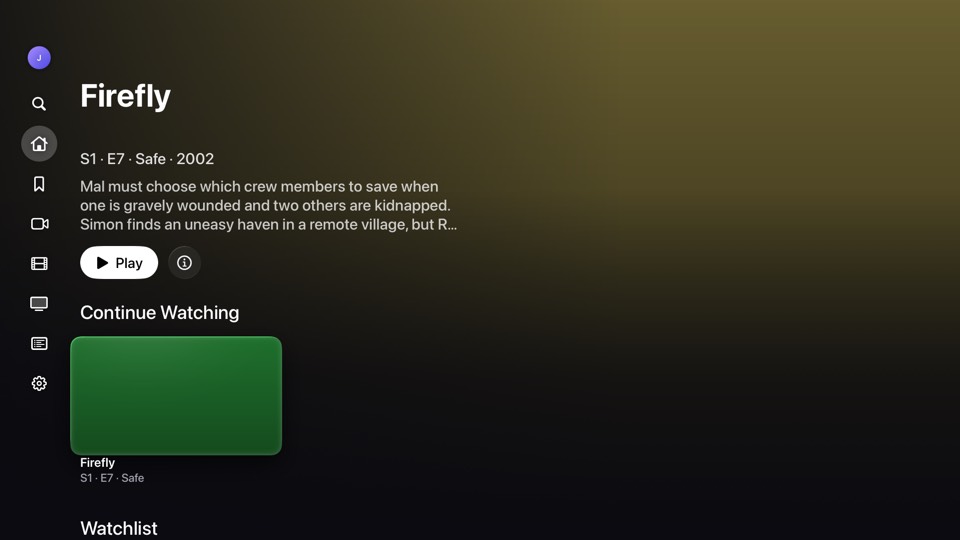 J
Firefly
S1 · E7 · Safe · 2002
Mal must choose which crew members to save when
one is gravely wounded and two others are kidnapped.
Simon finds an uneasy haven in a remote village, but R...
Play
Continue Watching
Firefly
S1 · E7 · Safe
Watchlist